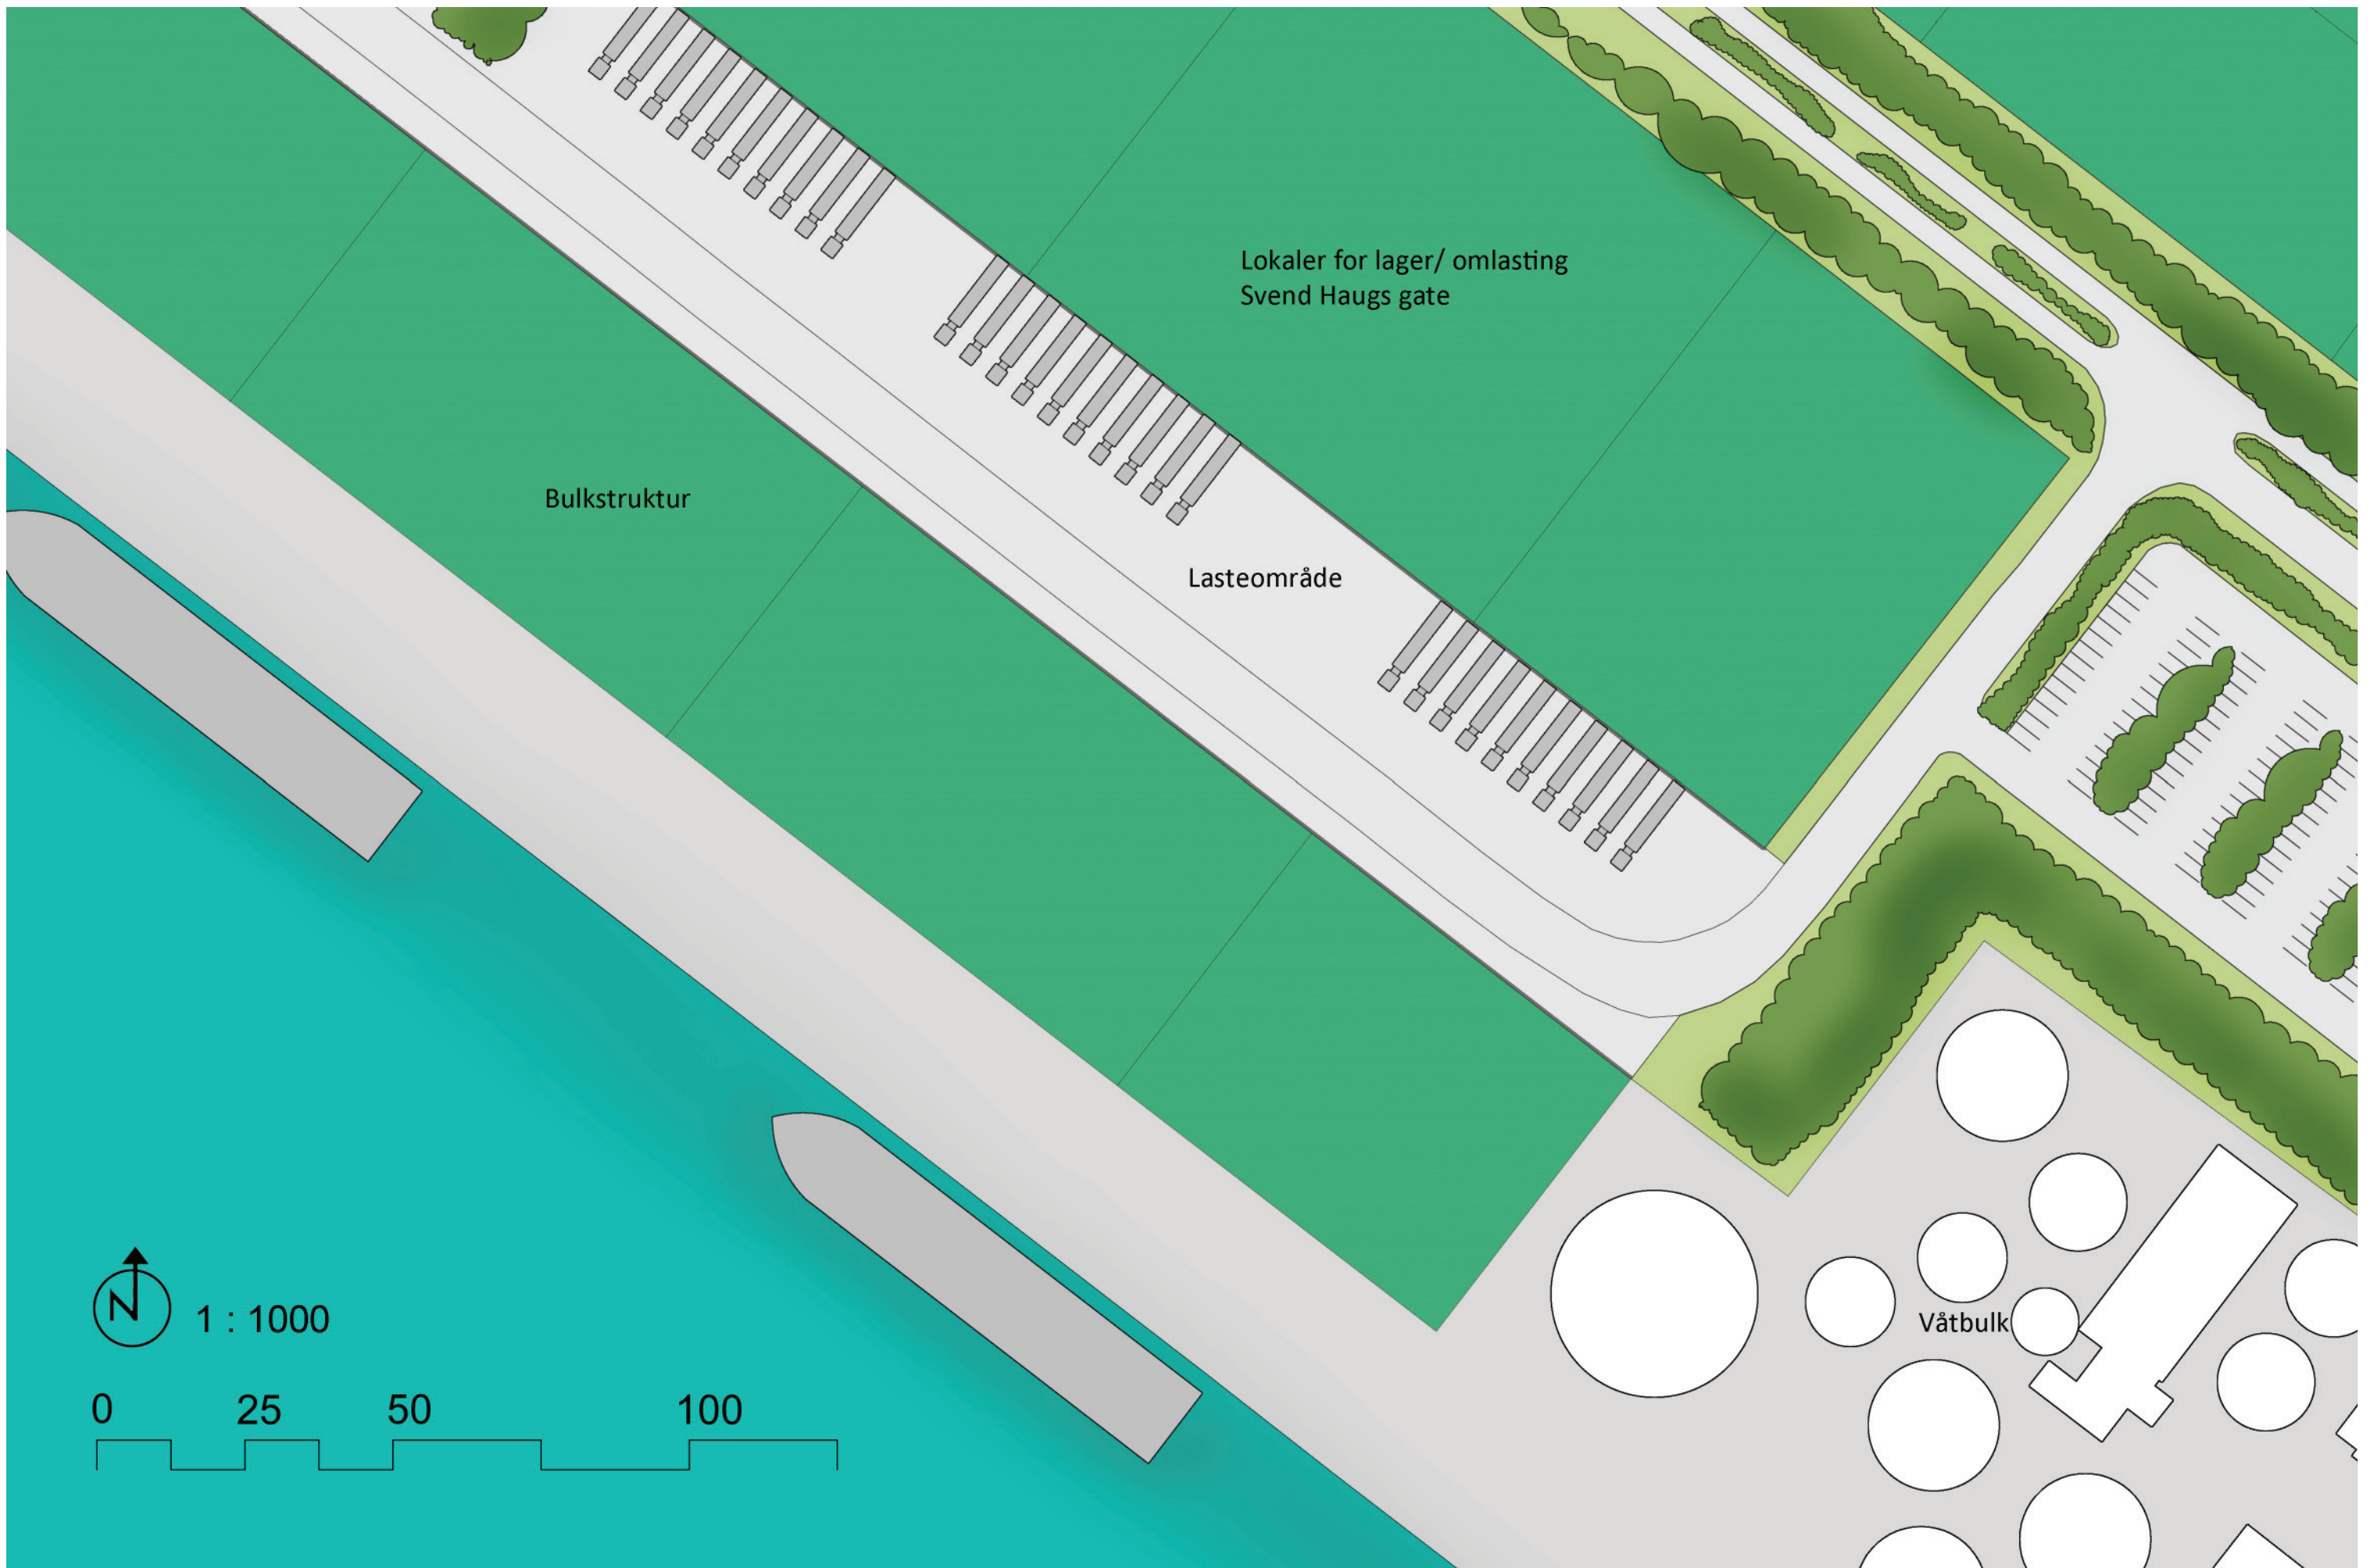 Lokaler for lager/ omlasting
Svend Haugs gate
Bulkstruktur
Lasteområde
Våtbulk
N
1 : 1000
0 25 50 100